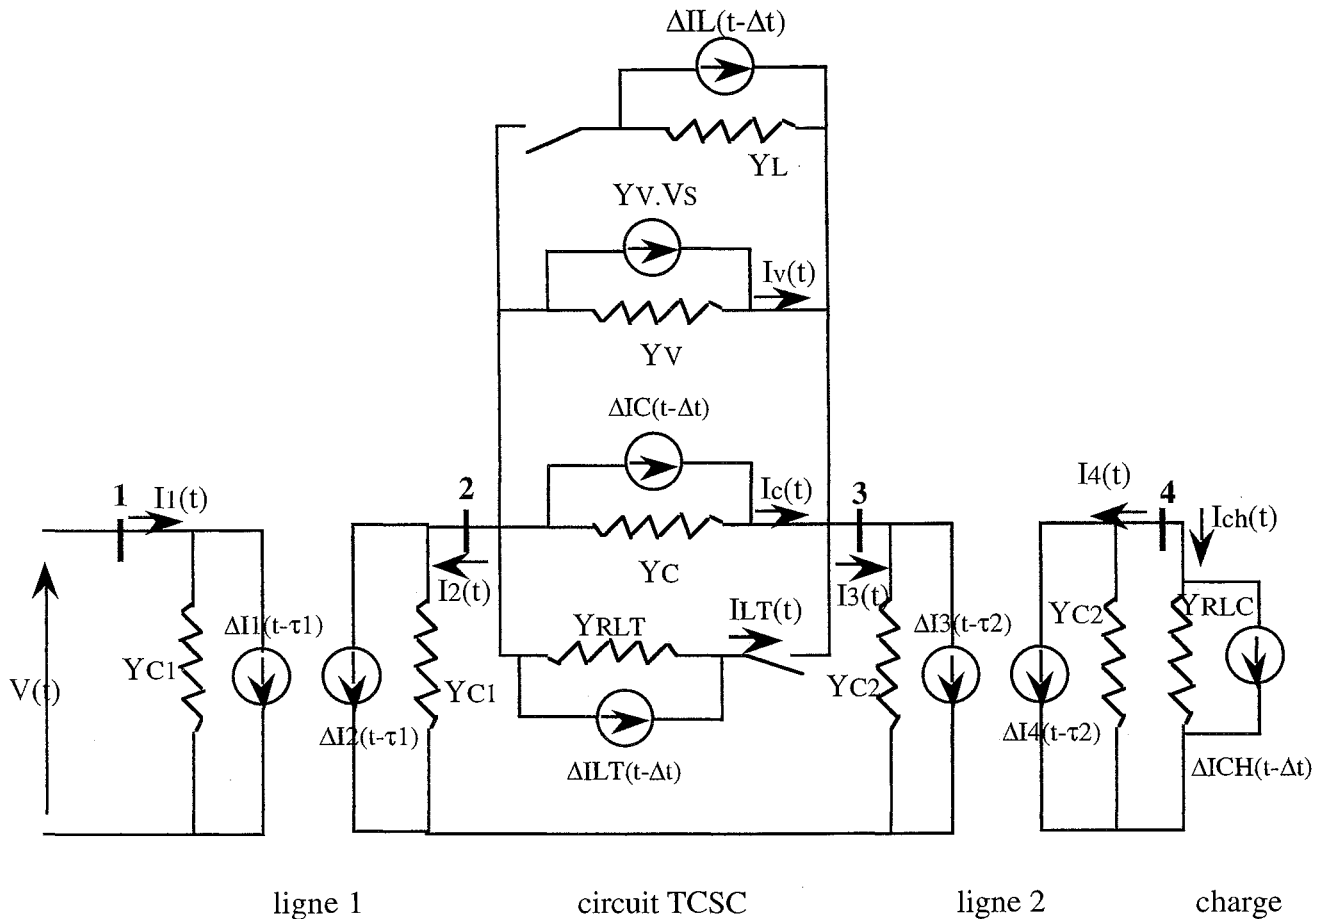 ΔIL(t-Δt)
YL
YV.VS
Iv(t)
YV
ΔIC(t-Δt)
1
I1(t)
2
Ic(t)
3
I4(t)
4
Ich(t)
YC
I2(t)
I3(t)
ΔI1(t-τ1)
YRLT
ILT(t)
ΔI3(t-τ2)
YC2
YRLC
V(t)
YC1
YC1
YC2
ΔI2(t-τ1)
ΔI4(t-τ2)
ΔILT(t-Δt)
ΔICH(t-Δt)
ligne 1
circuit TCSC
ligne 2
charge